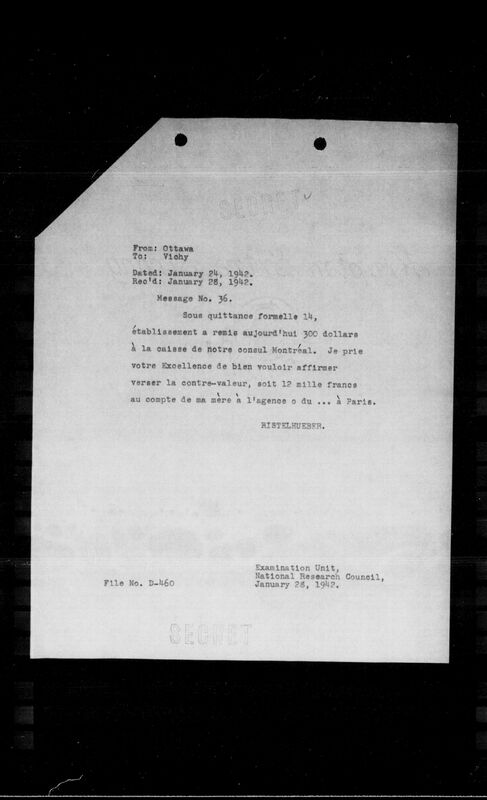 SECRET
From: Ottawa
To: Vichy
Dated: January 24, 1942.
Rec'd: January 28, 1942.
Message No. 36.
Sous quittance formelle 14,
établissement a remis aujourd'hui 300 dollars
à la caisse de notre consul Montréal. Je prie
votre Excellence de bien vouloir affirmer
verser la contre-valeur, soit 12 mille francs
au compte de ma mère à l'agence o du ... à Paris.
RISTELHUEBER.
Examination Unit,
National Research Council,
File No. D-460
January 28, 1942.
SECRET